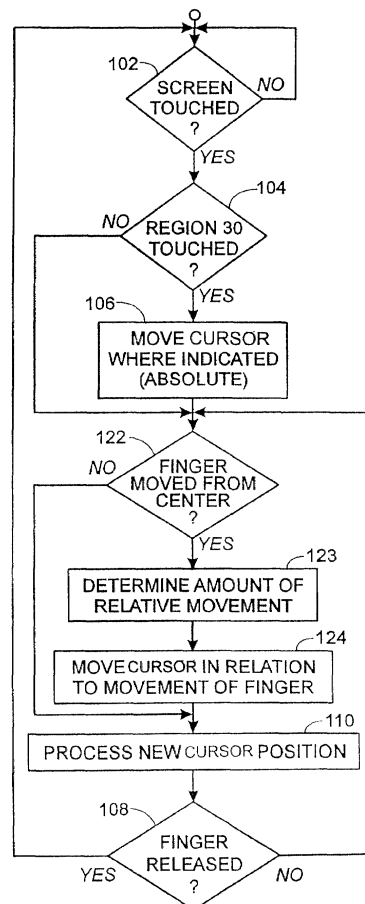 102
SCREEN
TOUCHED
?
NO
YES
104
NO
REGION 30
TOUCHED
?
YES
106
MOVE CURSOR
WHERE INDICATED
(ABSOLUTE)
122
NO
FINGER
MOVED FROM
CENTER
?
YES
123
DETERMINE AMOUNT OF
RELATIVE MOVEMENT
124
MOVE CURSOR IN RELATION
TO MOVEMENT OF FINGER
110
PROCESS NEW CURSOR POSITION
108
FINGER
RELEASED
?
YES
NO